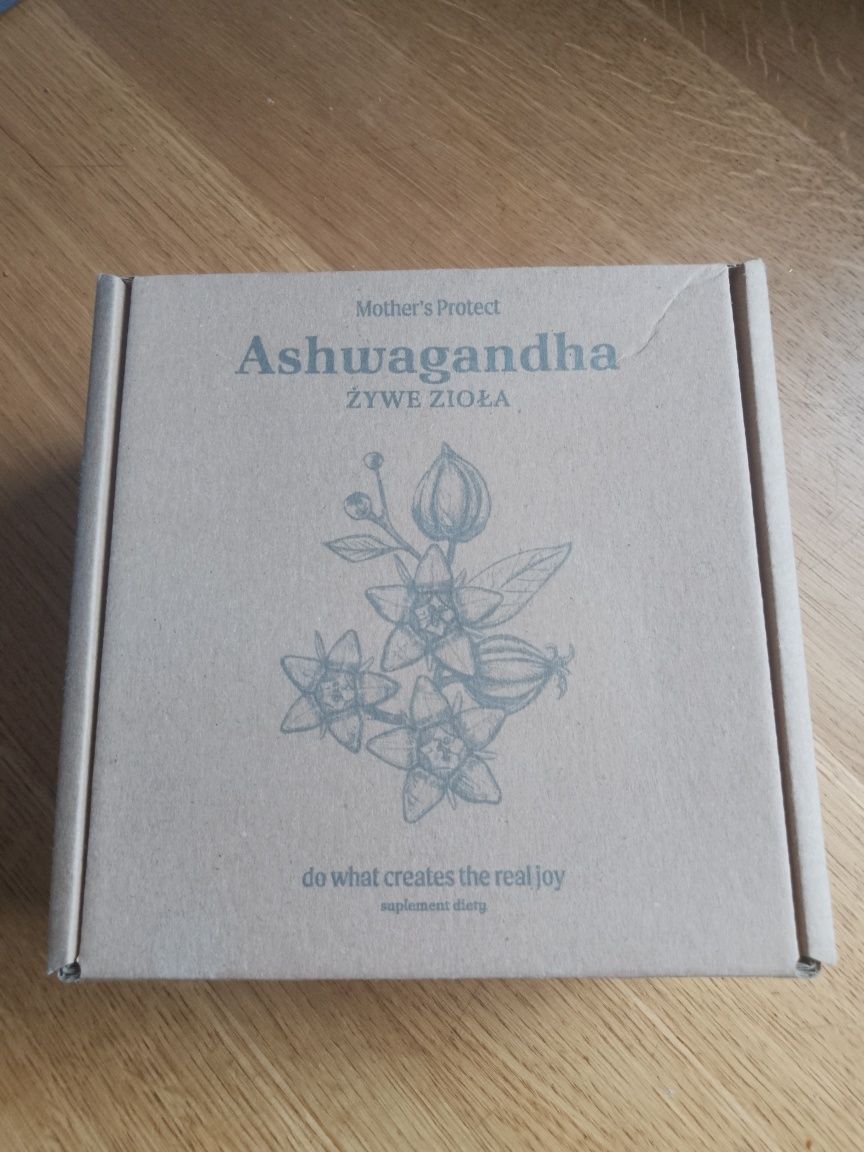 Mother's Protect
Ashwagandha
ŻYWE ZIOŁA
do what creates the real joy
suplement diety